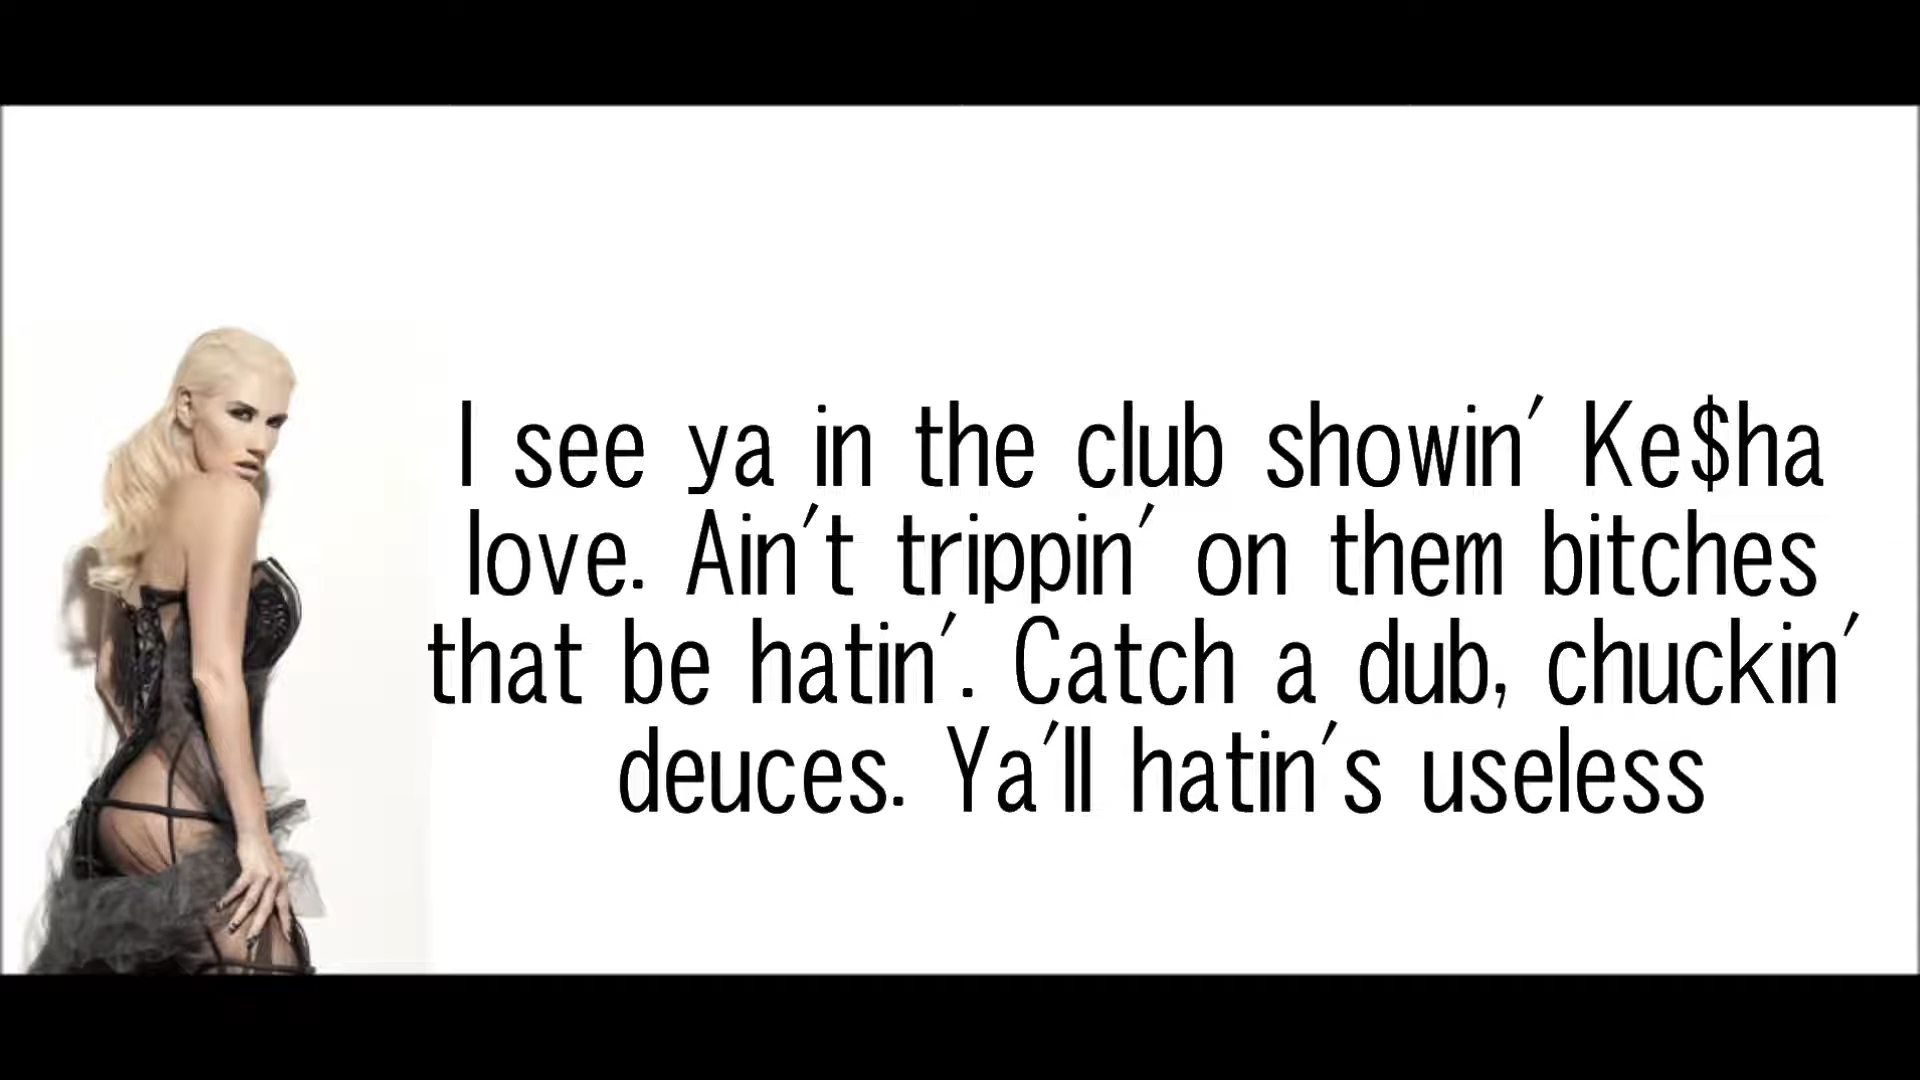 I see ya in the club showin' Ke$ha
love. Ain't trippin' on them bitches
that be hatin'. Catch a dub, chuckin'
deuces. Ya'll hatin's useless